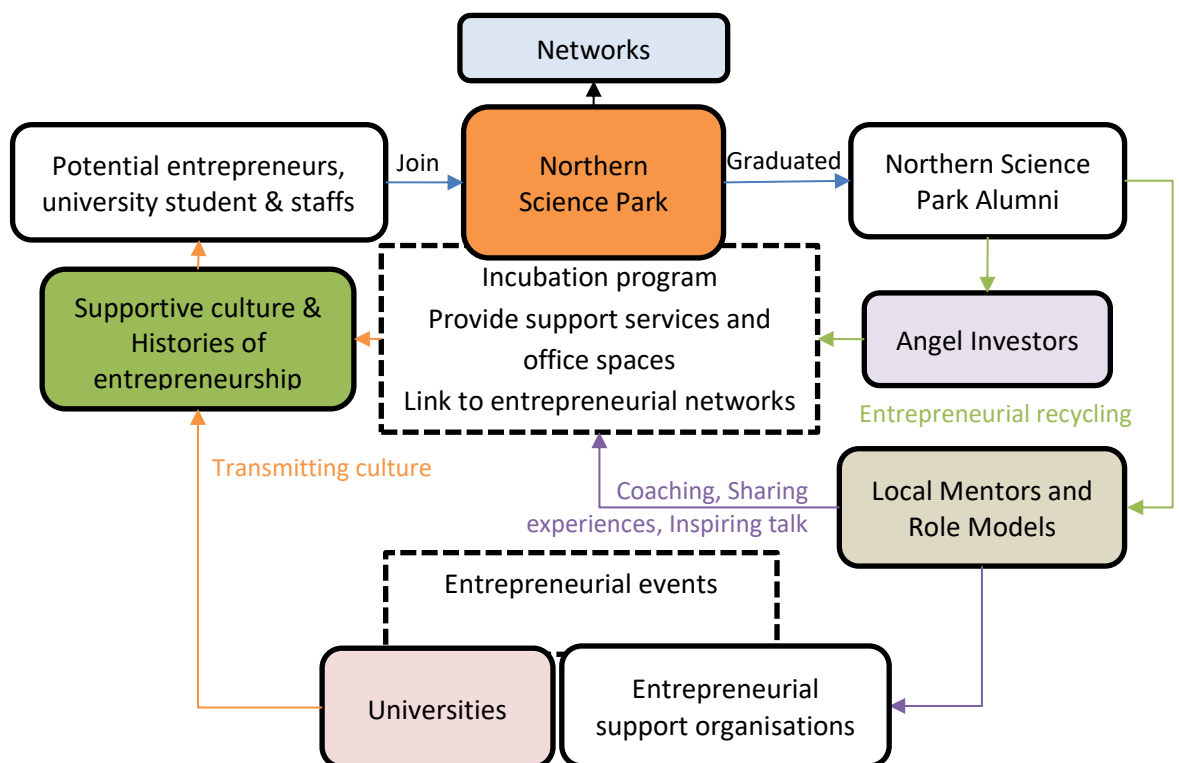 Networks
Potential entrepreneurs,
university student & staffs
Join
Northern
Science Park
Graduated
Northern Science
Park Alumni
Supportive culture &
Histories of
entrepreneurship
Incubation program
Provide support services and
office spaces
Link to entrepreneurial networks
Angel Investors
Entrepreneurial recycling
Transmitting culture
Coaching, Sharing
experiences, Inspiring talk
Local Mentors and
Role Models
Entrepreneurial events
Universities
Entrepreneurial
support organisations